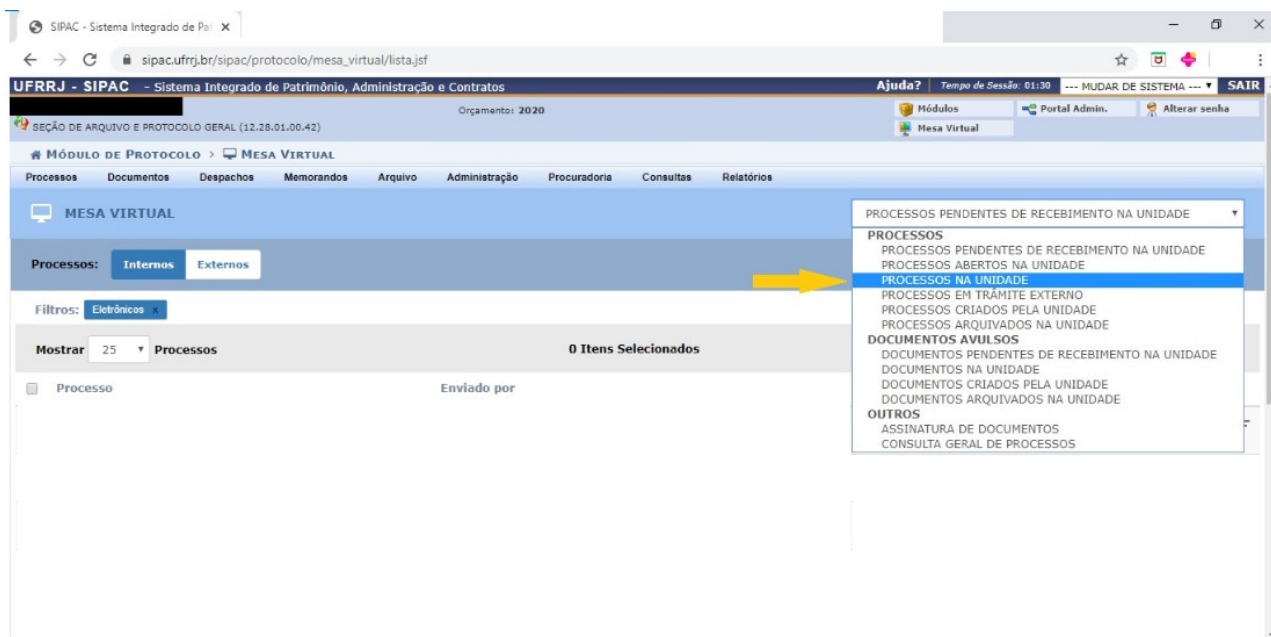 SIPAC - Sistema Integrado de Pat
sipac.ufrrj.br/sipac/protocolo/mesa_virtual/lista.jsf
UFRRJ - SIPAC - Sistema Integrado de Patrimônio, Administração e Contratos
Ajuda? Tempo de Sessão: 01:30 --- MUDAR DE SISTEMA --- SAIR
Orçamento: 2020
Módulos Portal Admin. Alterar senha
SEÇÃO DE ARQUIVO E PROTOCOLO GERAL (12.28.01.00.42)
Mesa Virtual
MÓDULO DE PROTOCOLO > MESA VIRTUAL
Processos Documentos Despachos Memorandos Arquivo Administração Procuradoria Consultas Relatórios
MESA VIRTUAL
PROCESSOS PENDENTES DE RECEBIMENTO NA UNIDADE
PROCESSOS
PROCESSOS PENDENTES DE RECEBIMENTO NA UNIDADE
PROCESSOS ABERTOS NA UNIDADE
PROCESSOS NA UNIDADE
PROCESSOS EM TRÂMITE EXTERNO
PROCESSOS CRIADOS PELA UNIDADE
PROCESSOS ARQUIVADOS NA UNIDADE
DOCUMENTOS AVULSOS
DOCUMENTOS PENDENTES DE RECEBIMENTO NA UNIDADE
DOCUMENTOS NA UNIDADE
DOCUMENTOS CRIADOS PELA UNIDADE
DOCUMENTOS ARQUIVADOS NA UNIDADE
OUTROS
ASSINATURA DE DOCUMENTOS
CONSULTA GERAL DE PROCESSOS
Processos: Internos Externos
Filtros: Eletrônicos x
Mostrar 25 Processos
0 Itens Selecionados
Processo Enviado por